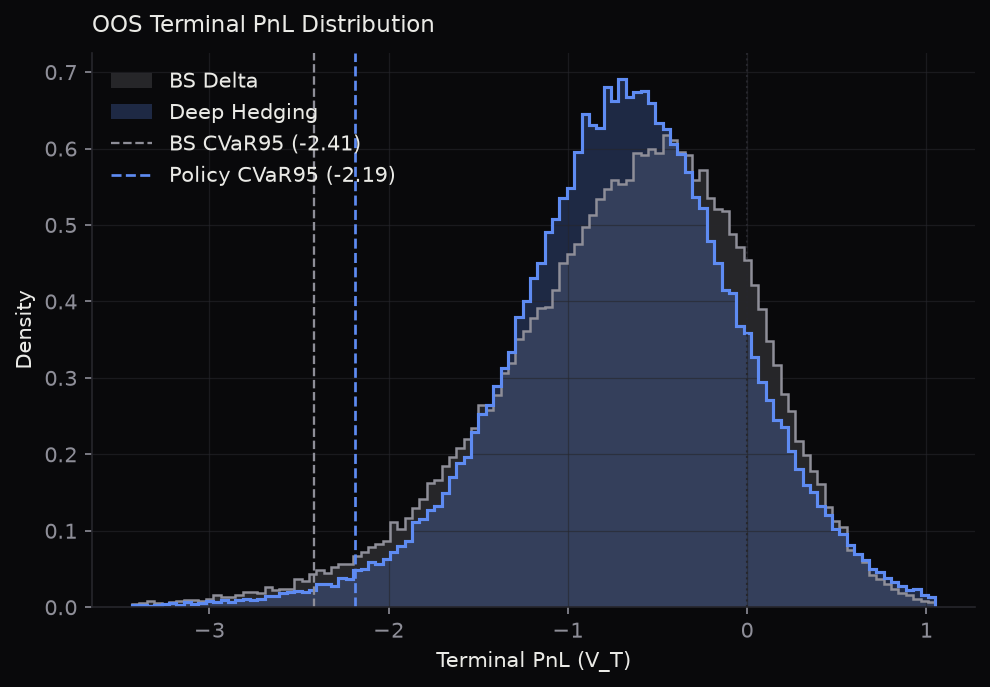 OOS Terminal PnL Distribution
0.7
0.6
0.5
0.4
0.3
0.2
0.1
0.0
Density
BS Delta
Deep Hedging
BS CVaR95 (-2.41)
Policy CVaR95 (-2.19)
−3
−2
−1
0
1
Terminal PnL (V_T)